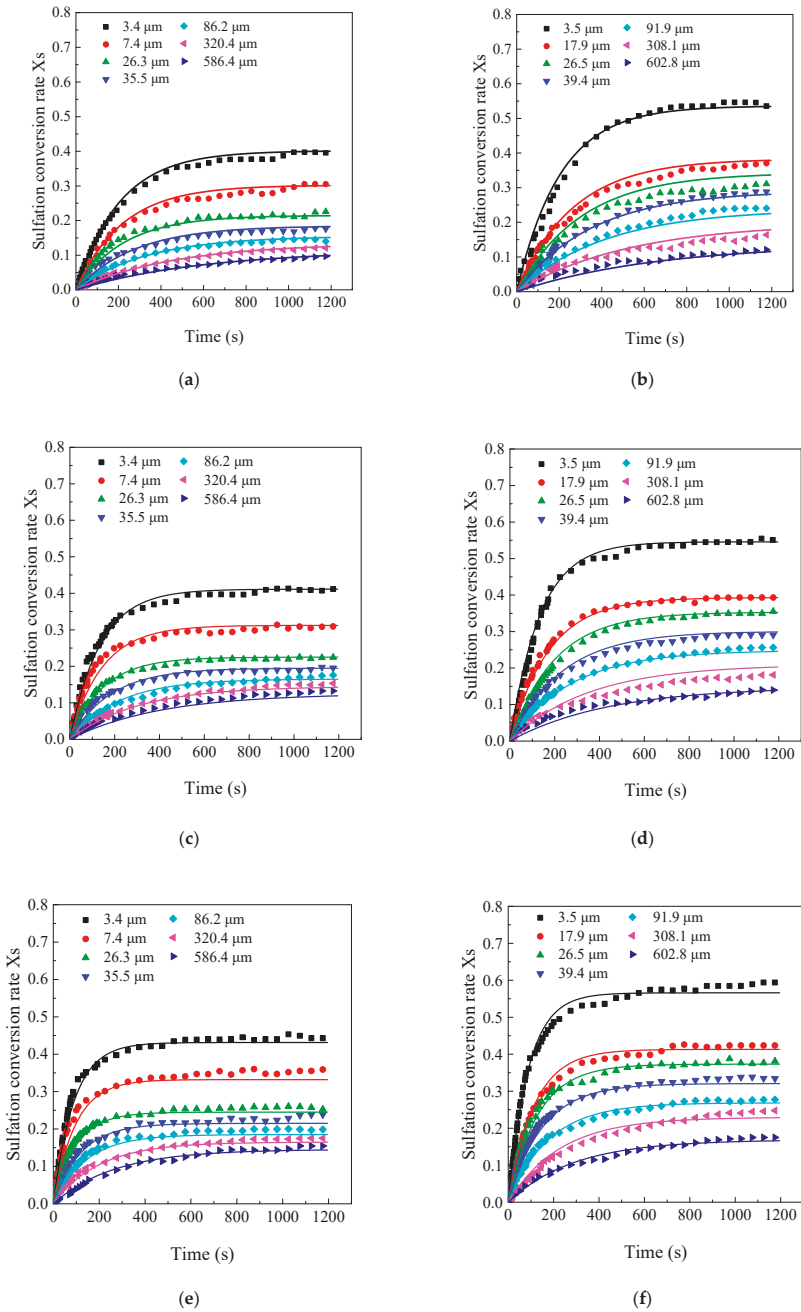 0.8
0.7
0.6
0.5
0.4
0.3
0.2
0.1
0.0
0 200 400 600 800 1000 1200
Sulfation conversion rate Xs
Time (s)
3.4 μm 86.2 μm
7.4 μm 320.4 μm
26.3 μm 586.4 μm
35.5 μm
(a)
0.8
0.7
0.6
0.5
0.4
0.3
0.2
0.1
0.0
0 200 400 600 800 1000 1200
Sulfation conversion rate Xs
Time (s)
3.5 μm 91.9 μm
17.9 μm 308.1 μm
26.5 μm 602.8 μm
39.4 μm
(b)
0.8
0.7
0.6
0.5
0.4
0.3
0.2
0.1
0.0
0 200 400 600 800 1000 1200
Sulfation conversion rate Xs
Time (s)
3.4 μm 86.2 μm
7.4 μm 320.4 μm
26.3 μm 586.4 μm
35.5 μm
(c)
0.8
0.7
0.6
0.5
0.4
0.3
0.2
0.1
0.0
0 200 400 600 800 1000 1200
Sulfation conversion rate Xs
Time (s)
3.5 μm 91.9 μm
17.9 μm 308.1 μm
26.5 μm 602.8 μm
39.4 μm
(d)
0.8
0.7
0.6
0.5
0.4
0.3
0.2
0.1
0.0
0 200 400 600 800 1000 1200
Sulfation conversion rate Xs
Time (s)
3.4 μm 86.2 μm
7.4 μm 320.4 μm
26.3 μm 586.4 μm
35.5 μm
(e)
0.8
0.7
0.6
0.5
0.4
0.3
0.2
0.1
0.0
0 200 400 600 800 1000 1200
Sulfation conversion rate Xs
Time (s)
3.5 μm 91.9 μm
17.9 μm 308.1 μm
26.5 μm 602.8 μm
39.4 μm
(f)